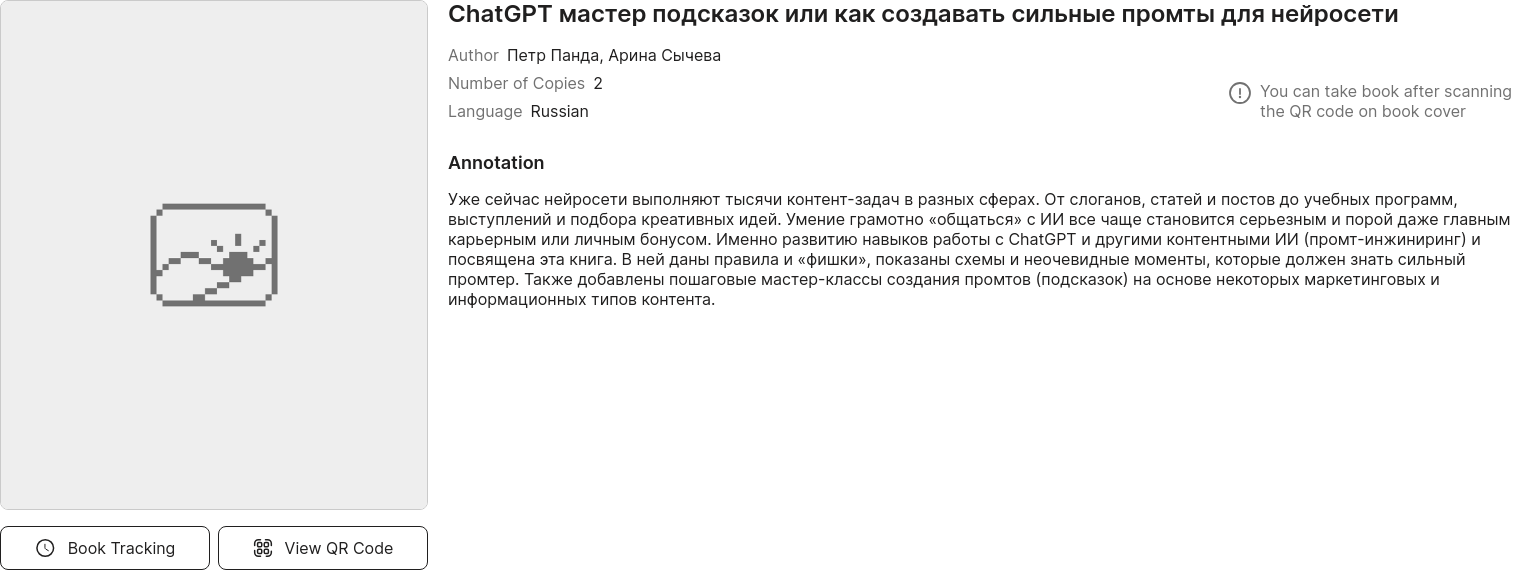 ChatGPT мастер подсказок или как создавать сильные промты для нейросети
Author Петр Панда, Арина Сычева
Number of Copies 2
Language Russian
You can take book after scanning
the QR code on book cover
Annotation
Уже сейчас нейросети выполняют тысячи контент-задач в разных сферах. От слоганов, статей и постов до учебных программ,
выступлений и подбора креативных идей. Умение грамотно «общаться» с ИИ все чаще становится серьезным и порой даже главным
карьерным или личным бонусом. Именно развитию навыков работы с ChatGPT и другими контентными ИИ (промт-инжиниринг) и
посвящена эта книга. В ней даны правила и «фишки», показаны схемы и неочевидные моменты, которые должен знать сильный
промтер. Также добавлены пошаговые мастер-классы создания промтов (подсказок) на основе некоторых маркетинговых и
информационных типов контента.
Book Tracking
View QR Code